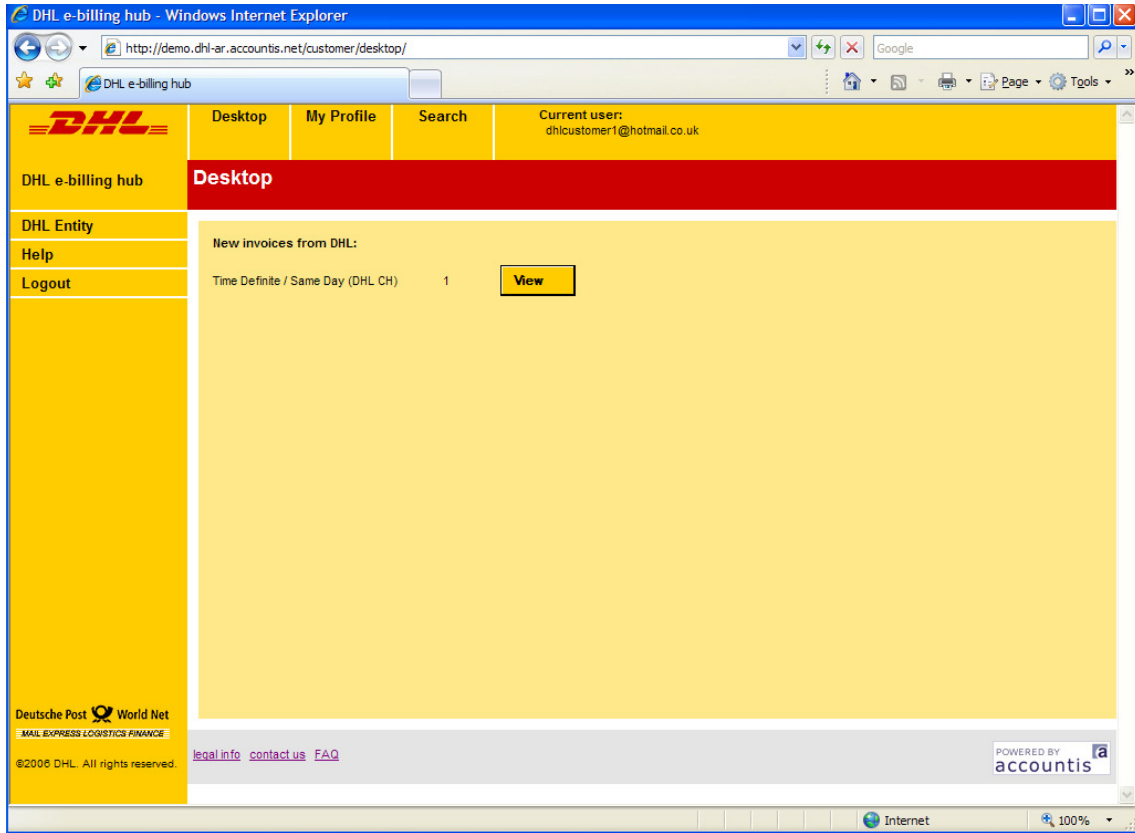 DHL e-billing hub - Windows Internet Explorer
http://demo.dhl-ar.accountis.net/customer/desktop/
Google
DHL e-billing hub
Page
Tools
»
DHL
Desktop
My Profile
Search
Current user:
dhlcustomer1@hotmail.co.uk
DHL e-billing hub
Desktop
DHL Entity
Help
Logout
New invoices from DHL:
Time Definite / Same Day (DHL CH) 1 View
Deutsche Post World Net
MAIL EXPRESS LOGISTICS FINANCE
©2006 DHL. All rights reserved.
legal info contact us FAQ
POWERED BY
accountis
a
Internet
100%